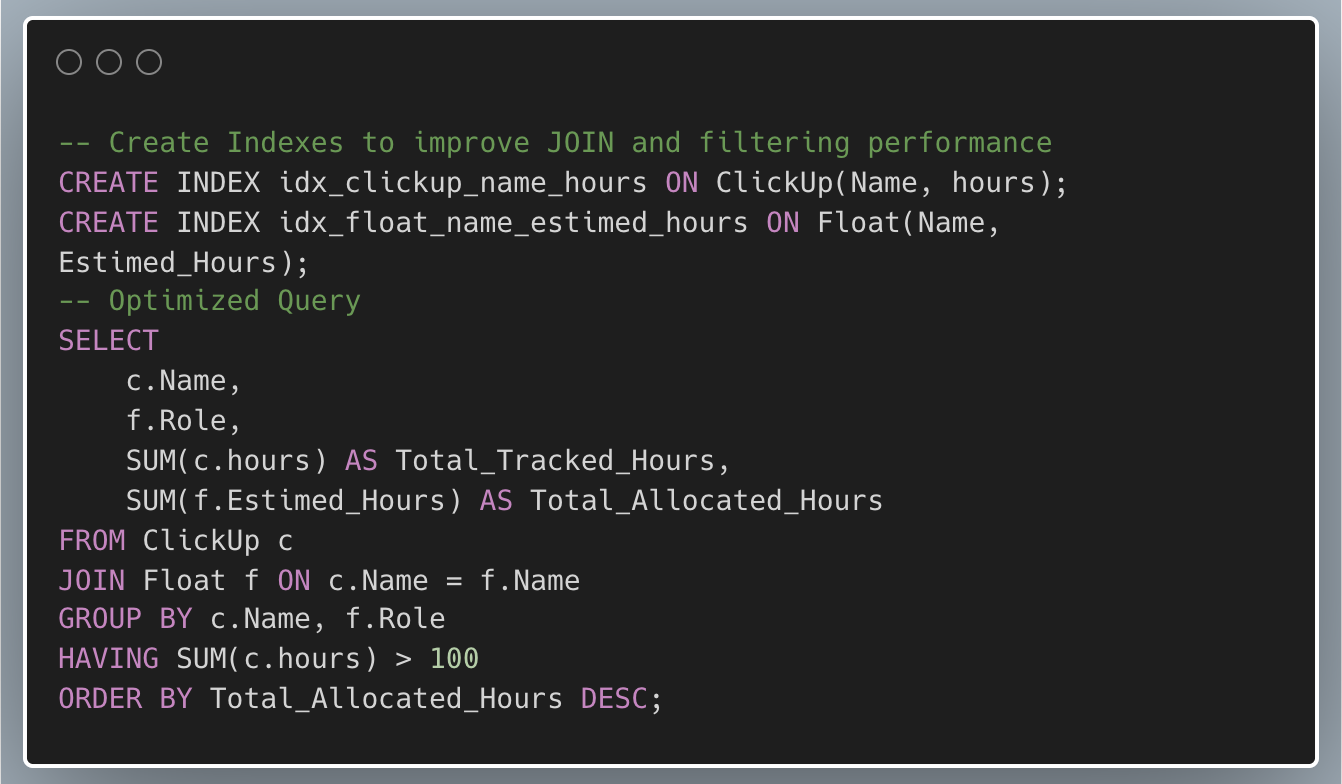 -- Create Indexes to improve JOIN and filtering performance
CREATE INDEX idx_clickup_name_hours ON ClickUp(Name, hours);
CREATE INDEX idx_float_name_estimed_hours ON Float(Name,
Estimed_Hours);
-- Optimized Query
SELECT
    c.Name,
    f.Role,
    SUM(c.hours) AS Total_Tracked_Hours,
    SUM(f.Estimed_Hours) AS Total_Allocated_Hours
FROM ClickUp c
JOIN Float f ON c.Name = f.Name
GROUP BY c.Name, f.Role
HAVING SUM(c.hours) > 100
ORDER BY Total_Allocated_Hours DESC;